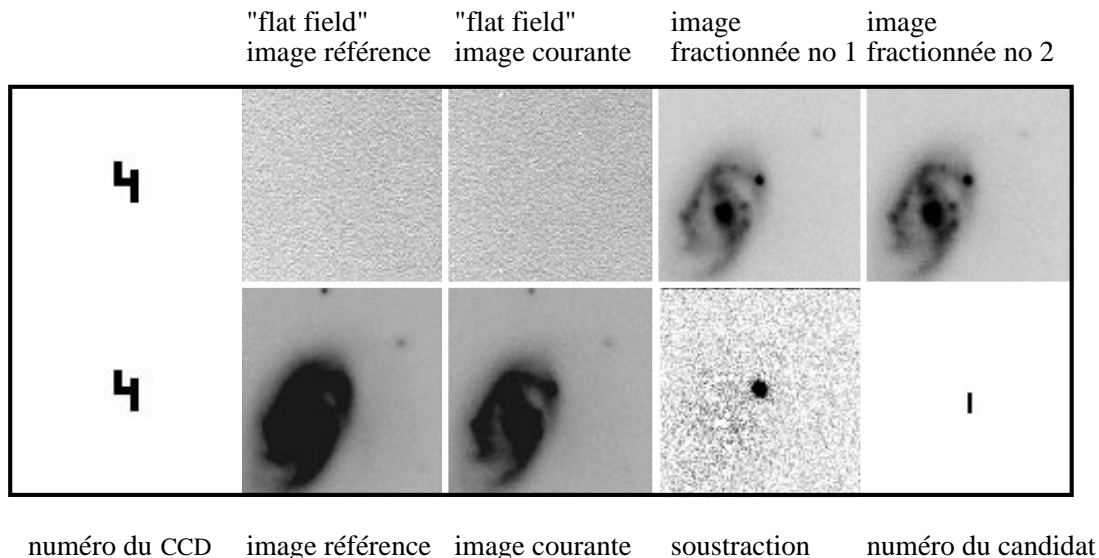 "flat field"
image référence
"flat field"
image courante
image
fractionnée no 1
image
fractionnée no 2
4
4
1
numéro du CCD
image référence
image courante
soustraction
numéro du candidat